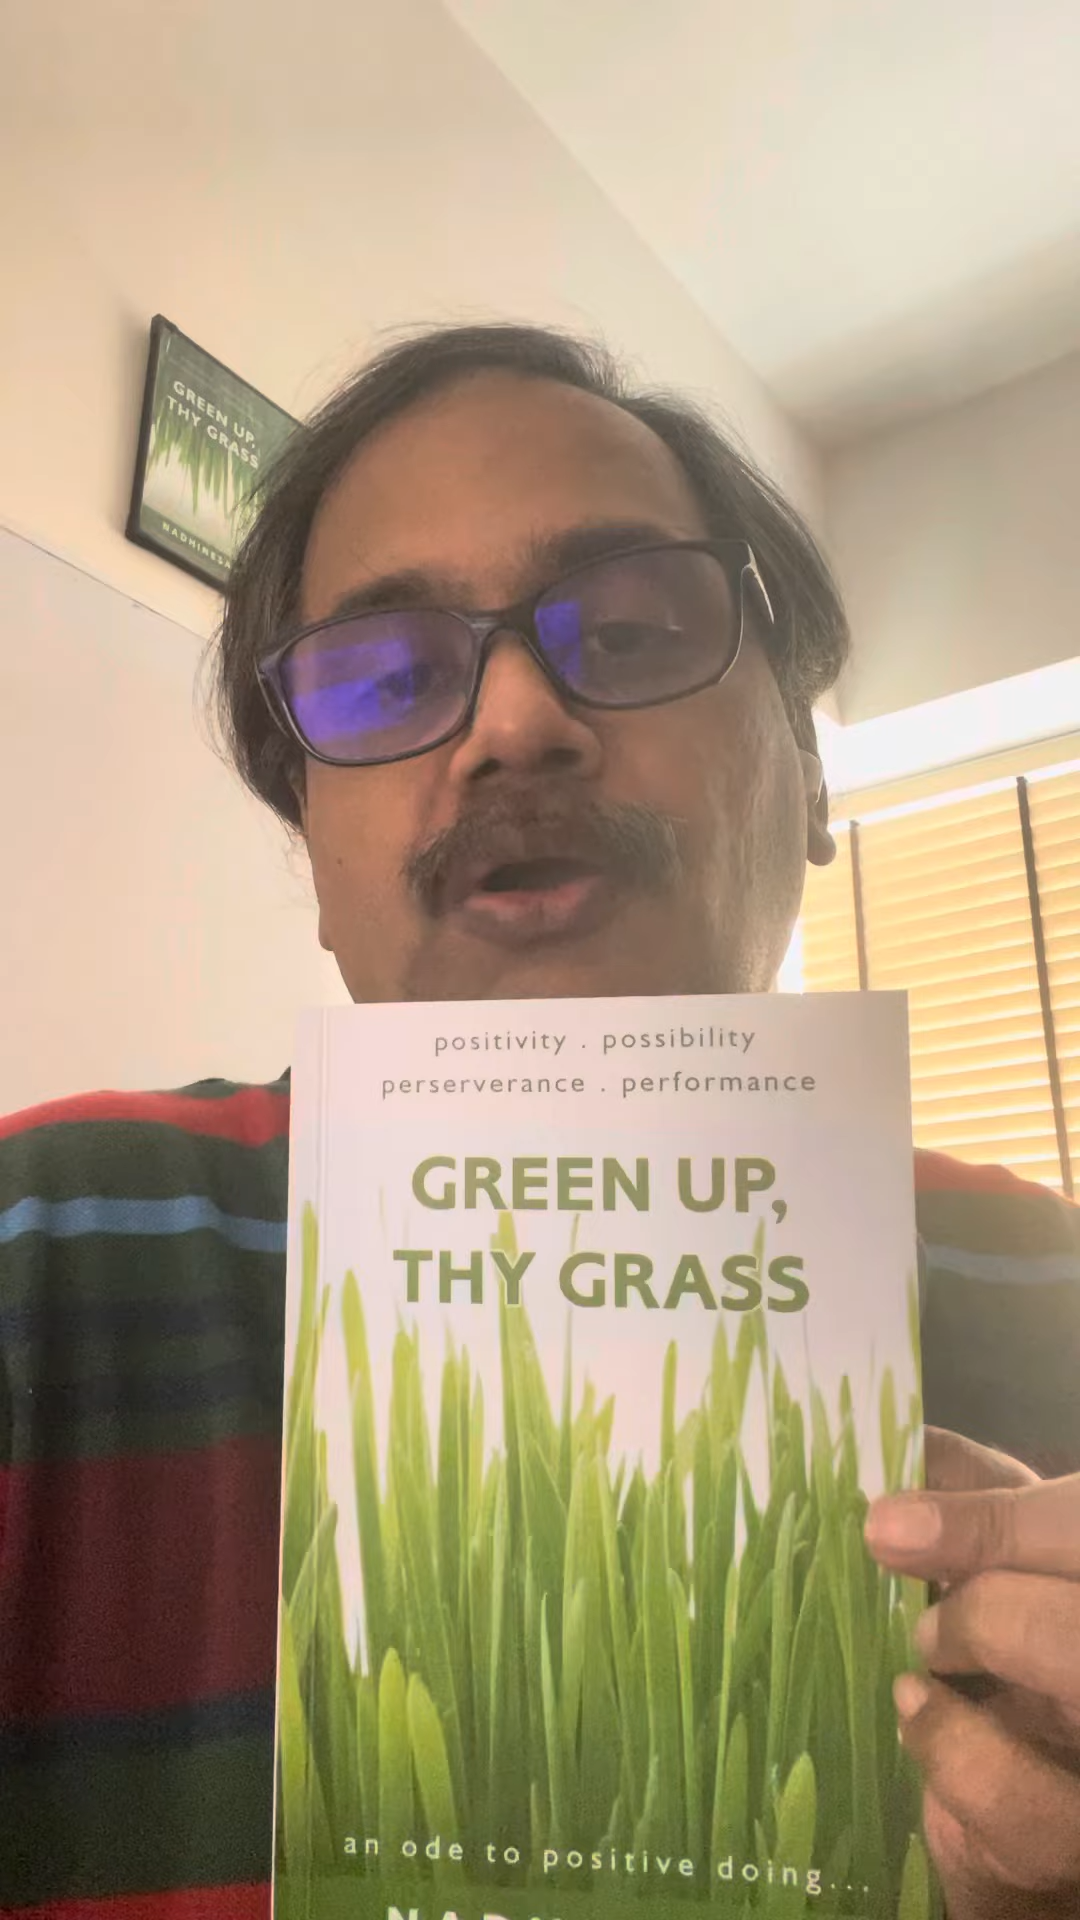 GREEN UP,
THY GRASS
positivity . possibility
perserverance . performance
GREEN UP,
THY GRASS
an ode to positive doing...